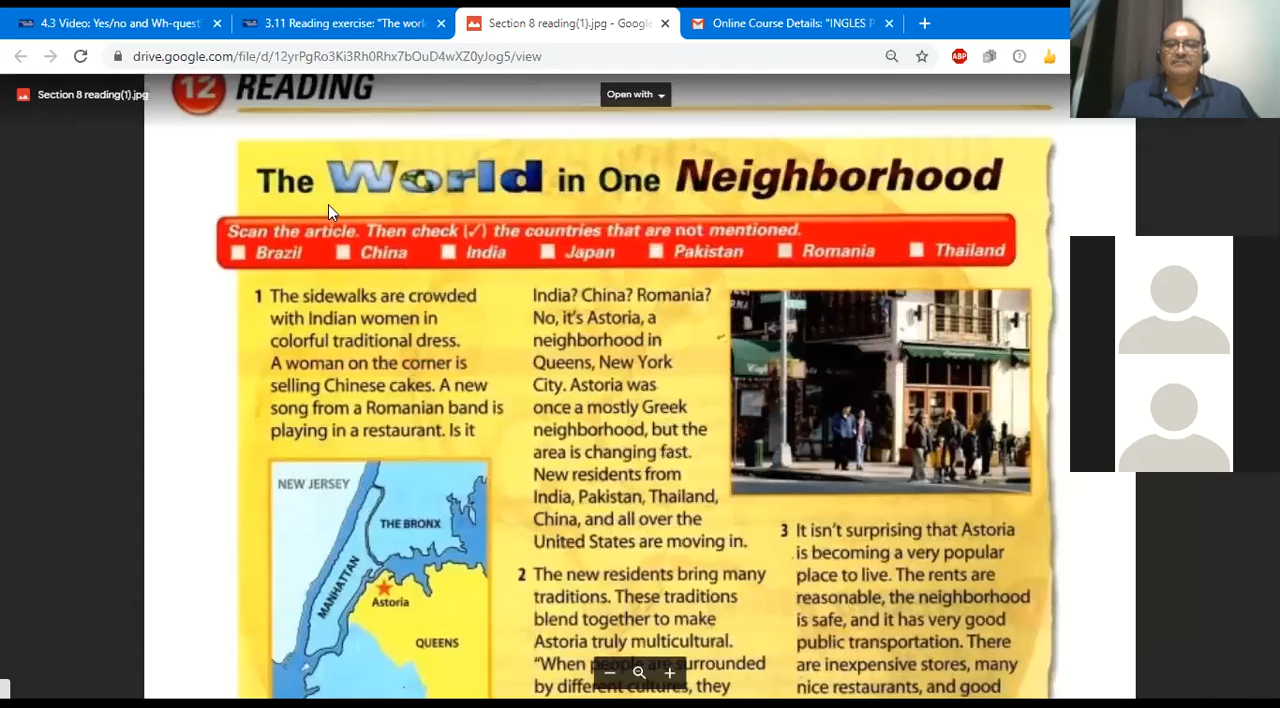 4.3 Video: Yes/no and Wh-quest
3.11 Reading exercise: "The worl
Section 8 reading(1).jpg - Google
Online Course Details: "INGLES P
drive.google.com/file/d/12yrPgRo3Ki3Rh0Rhx7bOuD4wXZ0rJog5/view
ABP
Section 8 reading(1).jpg
Open with
12 READING
The World in One Neighborhood
Scan the article. Then check (✓) the countries that are not mentioned.
Brazil China India Japan Pakistan Romania Thailand
1 The sidewalks are crowded
with Indian women in
colorful traditional dress.
A woman on the corner is
selling Chinese cakes. A new
song from a Romanian band is
playing in a restaurant. Is it
NEW JERSEY
THE BRONX
MANHATTAN
Astoria
QUEENS
India? China? Romania?
No, it's Astoria, a
neighborhood in
Queens, New York
City. Astoria was
once a mostly Greek
neighborhood, but the
area is changing fast.
New residents from
India, Pakistan, Thailand,
China, and all over the
United States are moving in.
2 The new residents bring many
traditions. These traditions
blend together to make
Astoria truly multicultural.
"When people are surrounded
by different cultures, they
3 It isn't surprising that Astoria
is becoming a very popular
place to live. The rents are
reasonable, the neighborhood
is safe, and it has very good
public transportation. There
are inexpensive stores, many
nice restaurants, and good